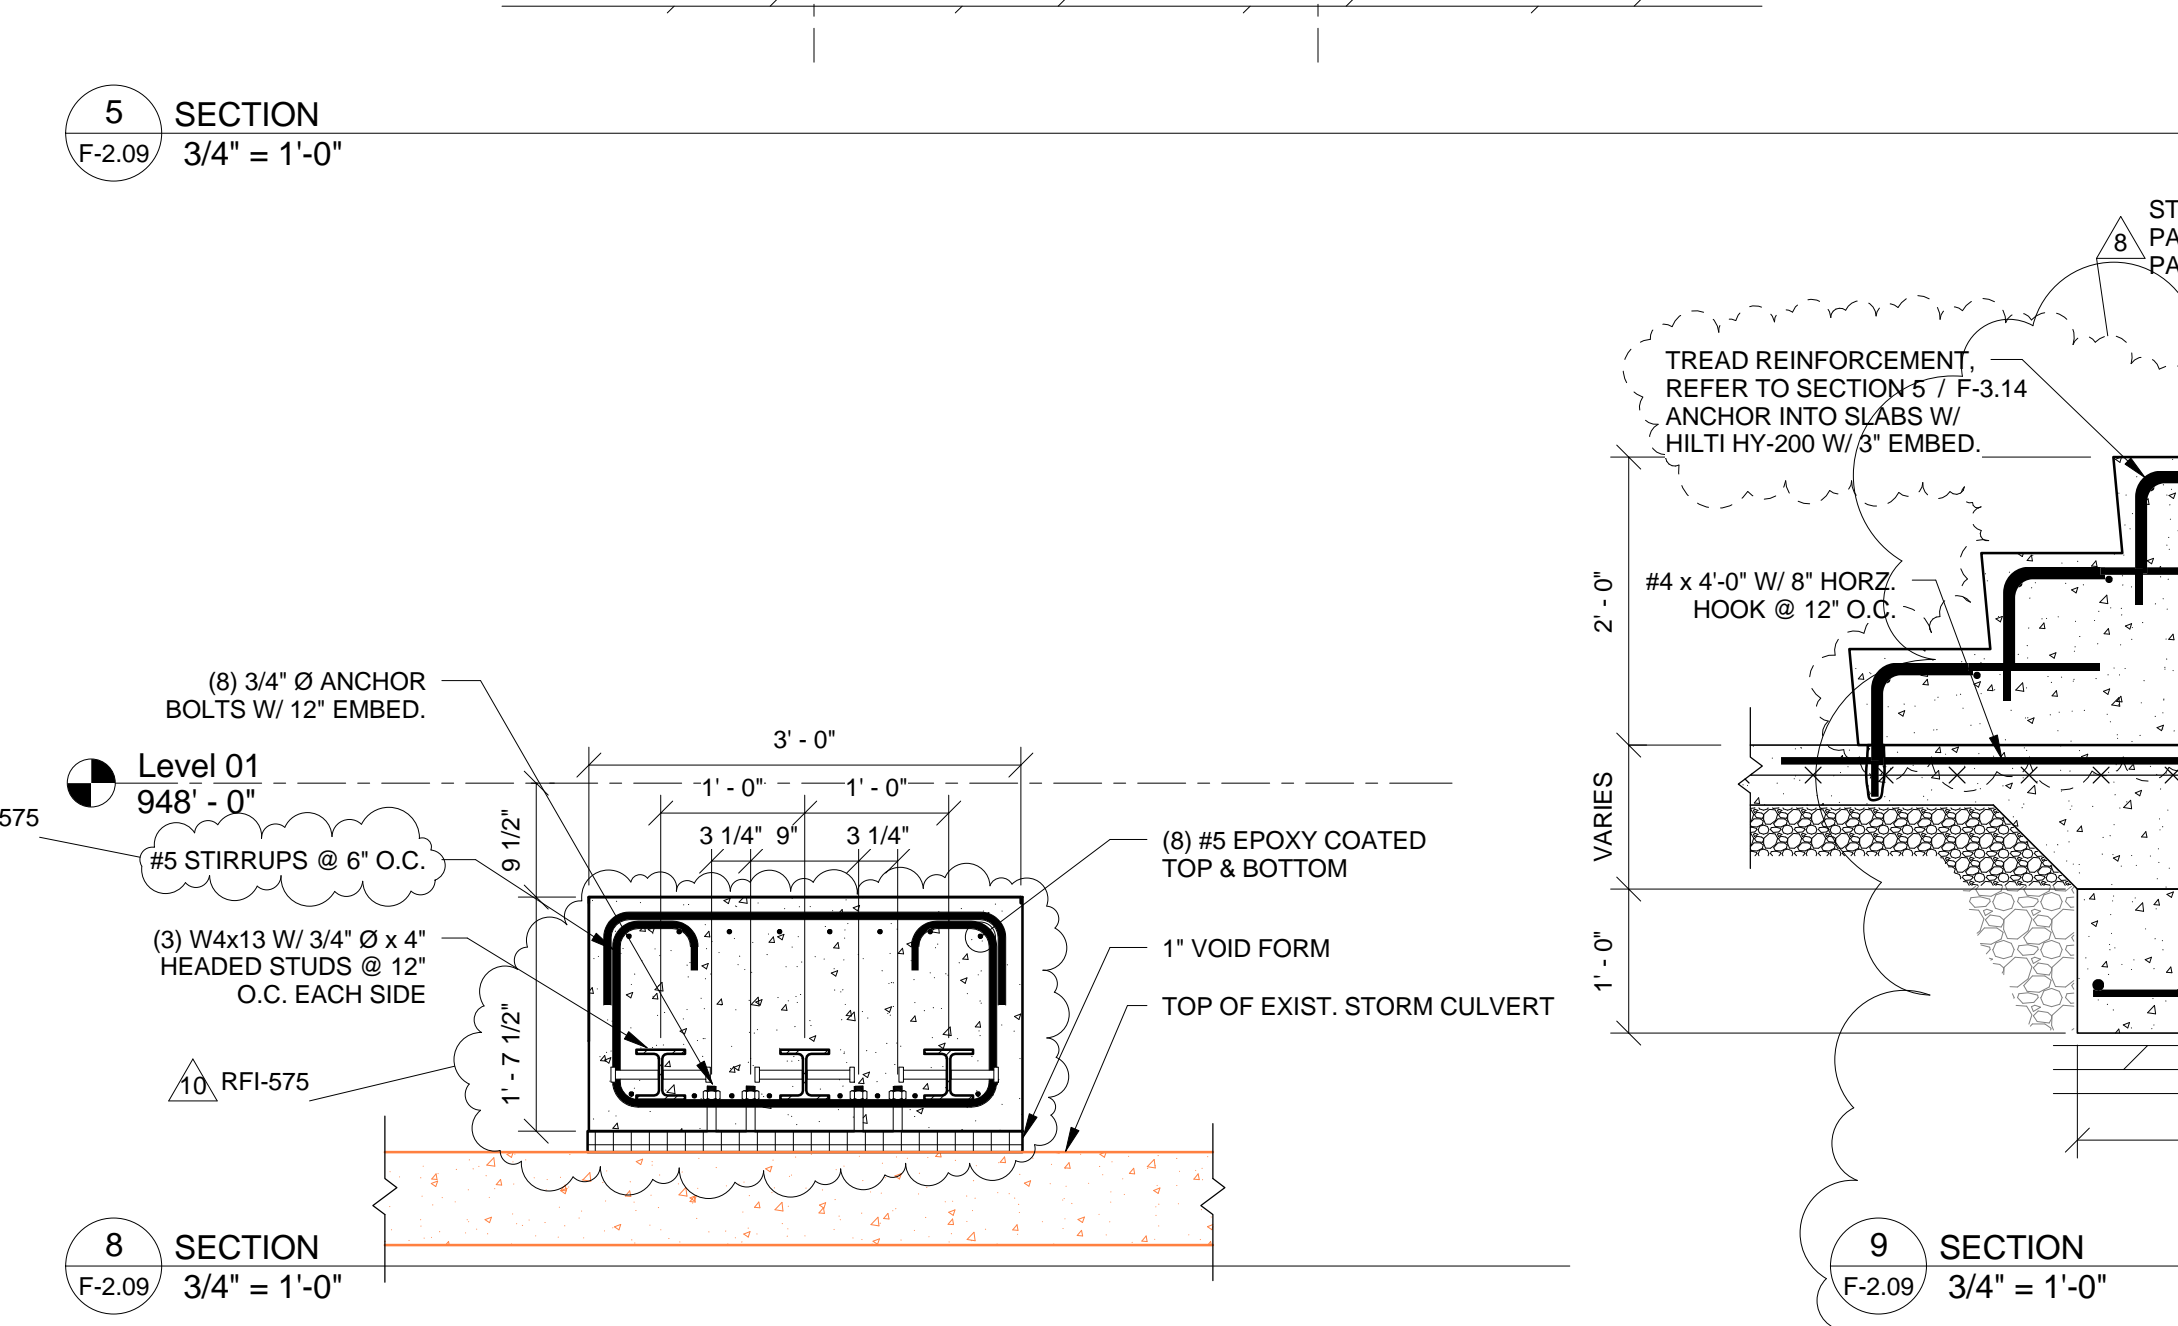 5
F-2.09
SECTION
3/4" = 1'-0"
8
ST
PA
PA
TREAD REINFORCEMENT,
REFER TO SECTION 5 / F-3.14
ANCHOR INTO SLABS W/
HILTI HY-200 W/ 3" EMBED.
#4 x 4'-0" W/ 8" HORZ.
HOOK @ 12" O.C.
2' - 0"
VARIES
1' - 0"
(8) 3/4" Ø ANCHOR
BOLTS W/ 12" EMBED.
Level 01
948' - 0"
575
#5 STIRRUPS @ 6" O.C.
(3) W4x13 W/ 3/4" Ø x 4"
HEADED STUDS @ 12"
O.C. EACH SIDE
10 RFI-575
3' - 0"
1' - 0" 1' - 0"
3 1/4" 9" 3 1/4"
9 1/2"
1' - 7 1/2"
(8) #5 EPOXY COATED
TOP & BOTTOM
1" VOID FORM
TOP OF EXIST. STORM CULVERT
8
F-2.09
SECTION
3/4" = 1'-0"
9
F-2.09
SECTION
3/4" = 1'-0"